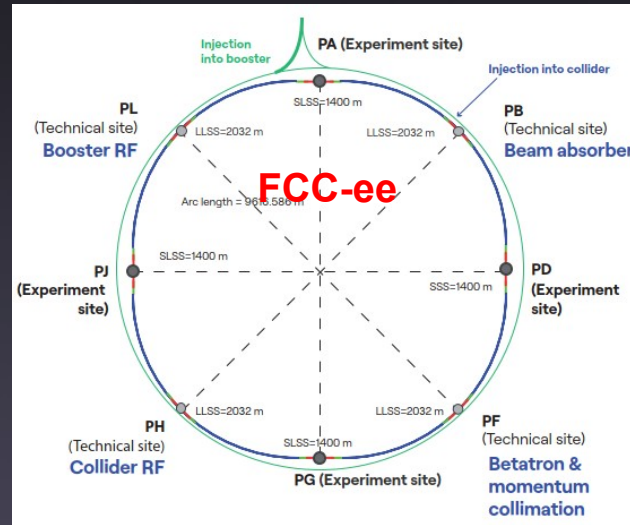 Injection
into booster
PA (Experiment site)
Injection into collider
SLSS=1400 m
PL
(Technical site)
Booster RF
LLSS=2032 m
LLSS=2032 m
PB
(Technical site)
Beam absorber
FCC-ee
Arc length = 9616.586 m
SLSS=1400 m
PJ
(Experiment
site)
SSS=1400 m
PD
(Experiment
site)
LLSS=2032 m
LLSS=2032 m
PH
(Technical site)
Collider RF
SLSS=1400 m
PG (Experiment site)
PF
(Technical site)
Betatron &
momentum
collimation